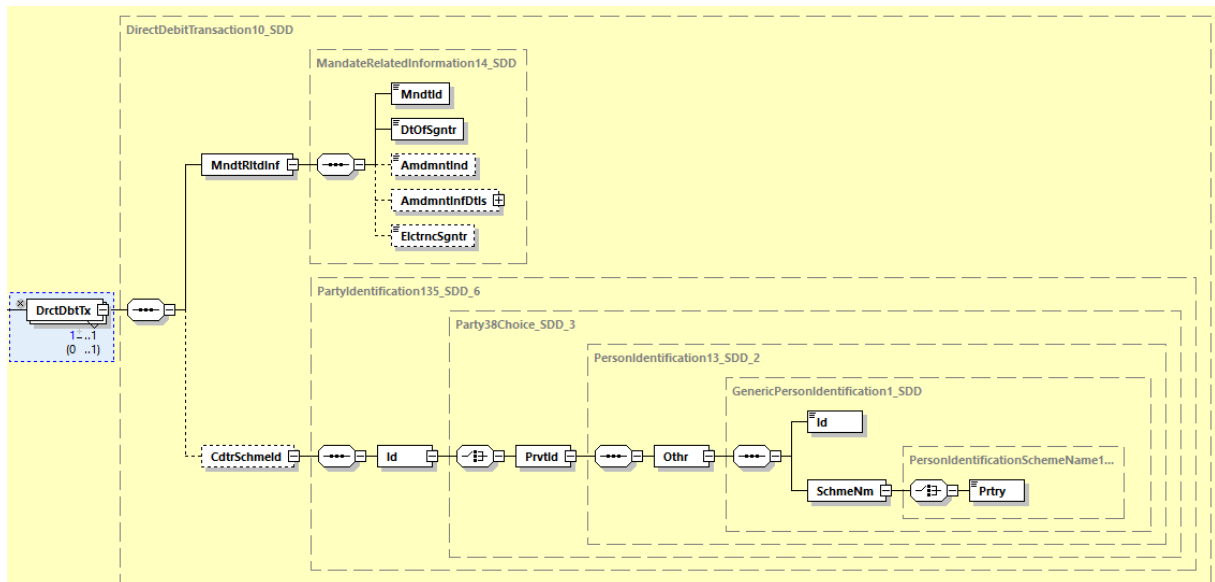 DirectDebitTransaction10_SDD
MandateRelatedInformation14_SDD
MndtId
DtOfSgntr
MndtRltdInf
AmdmntInd
AmdmntInfDtls
ElctrncSgntr
PartyIdentification135_SDD_6
DrctDbtTx
Party38Choice_SDD_3
1..1
(0 ..1)
PersonIdentification13_SDD_2
GenericPersonIdentification1_SDD
Id
CdtrSchmeId
Id
PrvtId
Othr
PersonIdentificationSchemeName1...
SchmeNm
Prtry